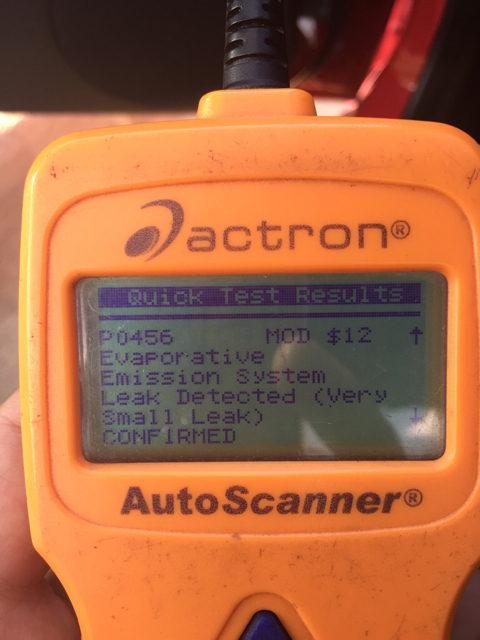 actron®
Quick Test Results
P0456 MOD $12 ↑
Evaporative
Emission System
Leak Detected (Very
Small Leak) ↓
CONFIRMED
AutoScanner®